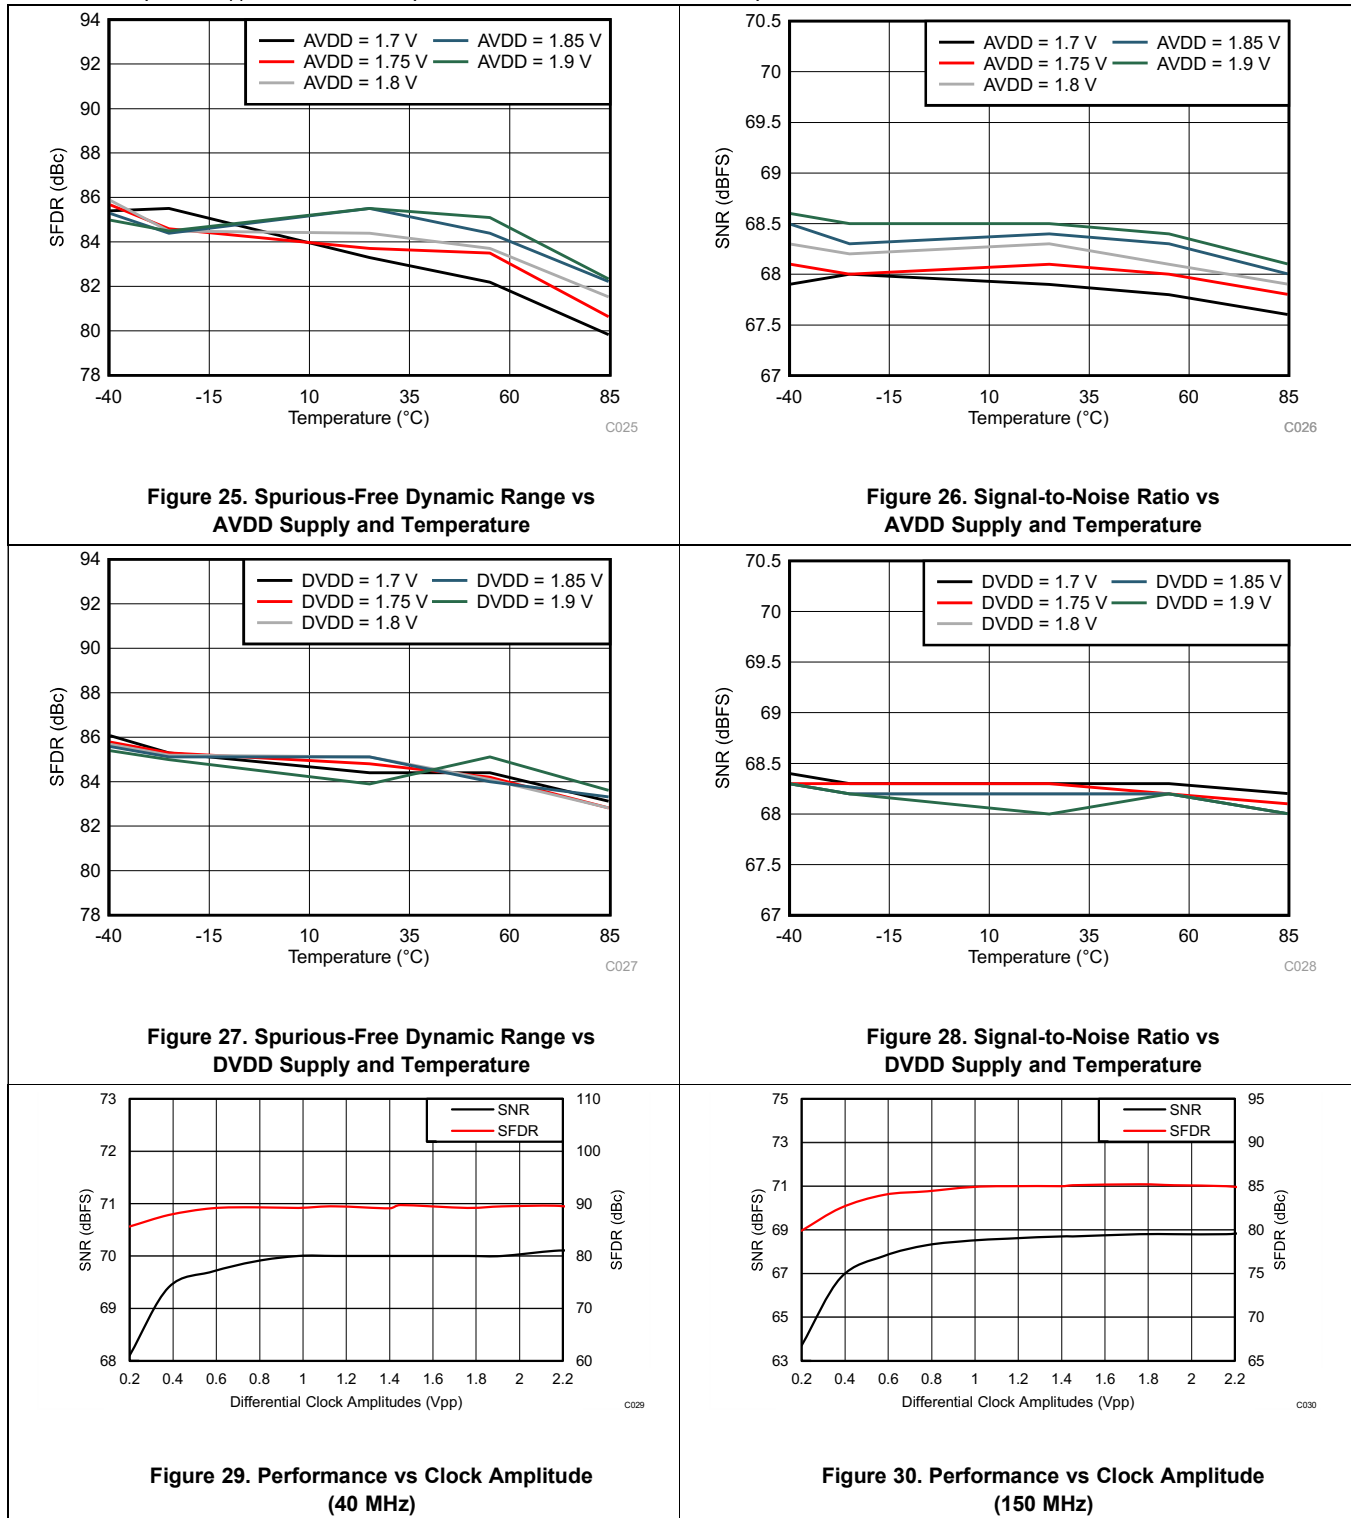 94
92
90
88
86
84
82
80
78
SFDR (dBc)
AVDD = 1.7 V
AVDD = 1.85 V
AVDD = 1.75 V
AVDD = 1.9 V
AVDD = 1.8 V
-40 -15 10 35 60 85
Temperature (°C)
C025
Figure 25. Spurious-Free Dynamic Range vs
AVDD Supply and Temperature
70.5
70
69.5
69
68.5
68
67.5
67
SNR (dBFS)
AVDD = 1.7 V
AVDD = 1.85 V
AVDD = 1.75 V
AVDD = 1.9 V
AVDD = 1.8 V
-40 -15 10 35 60 85
Temperature (°C)
C026
Figure 26. Signal-to-Noise Ratio vs
AVDD Supply and Temperature
94
92
90
88
86
84
82
80
78
SFDR (dBc)
DVDD = 1.7 V
DVDD = 1.85 V
DVDD = 1.75 V
DVDD = 1.9 V
DVDD = 1.8 V
-40 -15 10 35 60 85
Temperature (°C)
C027
Figure 27. Spurious-Free Dynamic Range vs
DVDD Supply and Temperature
70.5
70
69.5
69
68.5
68
67.5
67
SNR (dBFS)
DVDD = 1.7 V
DVDD = 1.85 V
DVDD = 1.75 V
DVDD = 1.9 V
DVDD = 1.8 V
-40 -15 10 35 60 85
Temperature (°C)
C028
Figure 28. Signal-to-Noise Ratio vs
DVDD Supply and Temperature
73
72
71
70
69
68
SNR (dBFS)
SNR
SFDR
110
100
90
80
70
60
SFDR (dBc)
0.2 0.4 0.6 0.8 1 1.2 1.4 1.6 1.8 2 2.2
Differential Clock Amplitudes (Vpp)
C029
Figure 29. Performance vs Clock Amplitude
(40 MHz)
75
73
71
69
67
65
63
SNR (dBFS)
SNR
SFDR
95
90
85
80
75
70
65
SFDR (dBc)
0.2 0.4 0.6 0.8 1 1.2 1.4 1.6 1.8 2 2.2
Differential Clock Amplitudes (Vpp)
C030
Figure 30. Performance vs Clock Amplitude
(150 MHz)